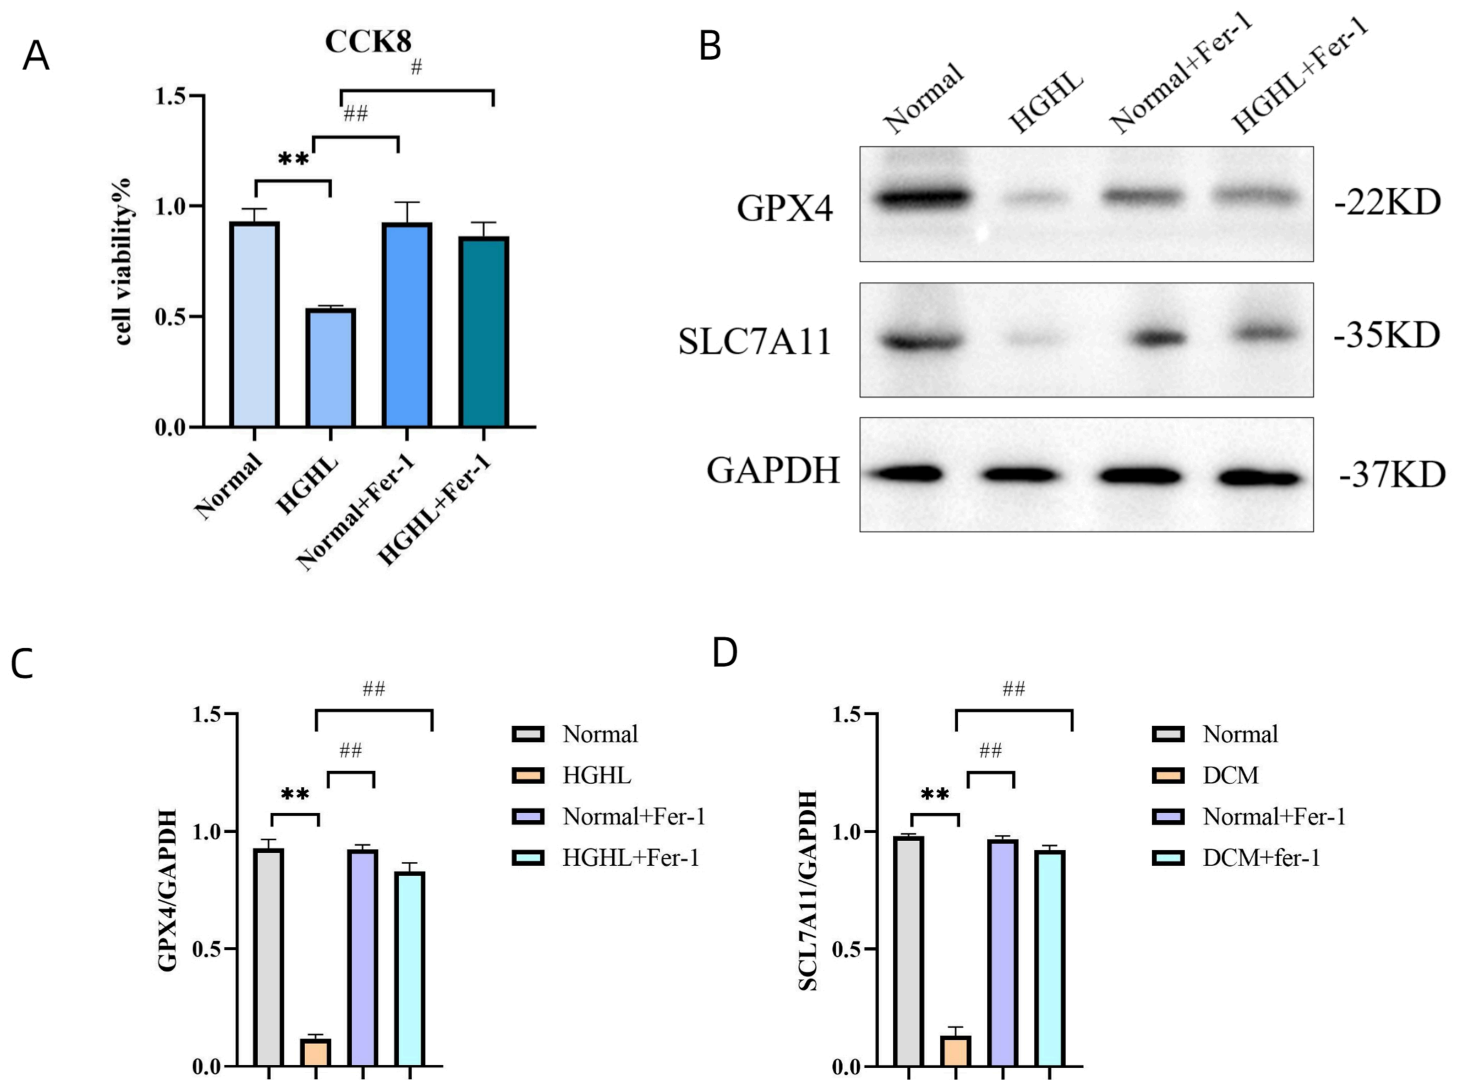 A
CCK8
#
##
**
1.5
1.0
0.5
0.0
cell viability%
Normal
HGHL
Normal+Fer-1
HGHL+Fer-1
B
Normal
HGHL
Normal+Fer-1
HGHL+Fer-1
GPX4
-22KD
SLC7A11
-35KD
GAPDH
-37KD
C
##
##
**
1.5
1.0
0.5
0.0
GPX4/GAPDH
Normal
HGHL
Normal+Fer-1
HGHL+Fer-1
D
##
##
**
1.5
1.0
0.5
0.0
SCL7A11/GAPDH
Normal
DCM
Normal+Fer-1
DCM+fer-1